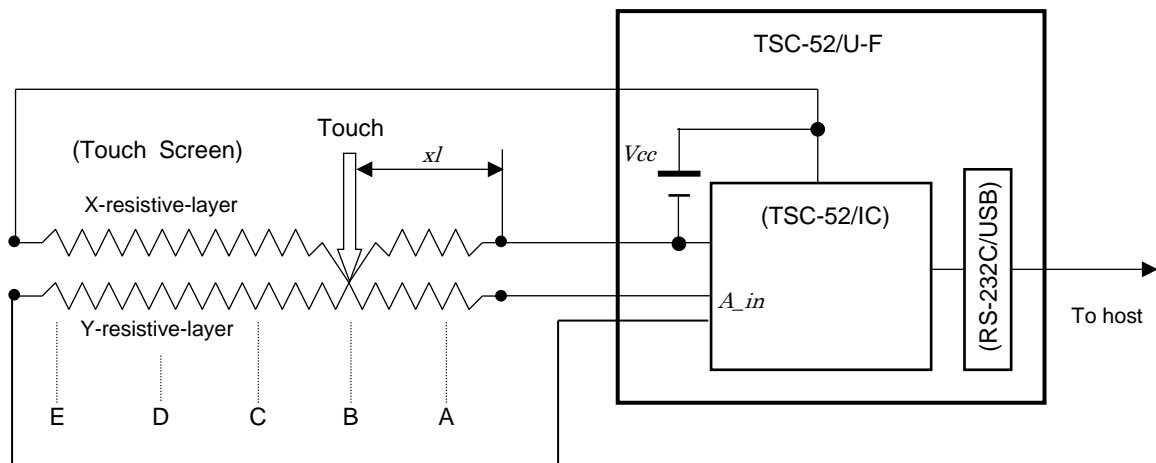 TSC-52/U-F
Touch
(Touch Screen)
xl
Vcc
X-resistive-layer
(TSC-52/IC)
(RS-232C/USB)
A_in
To host
Y-resistive-layer
E D C B A